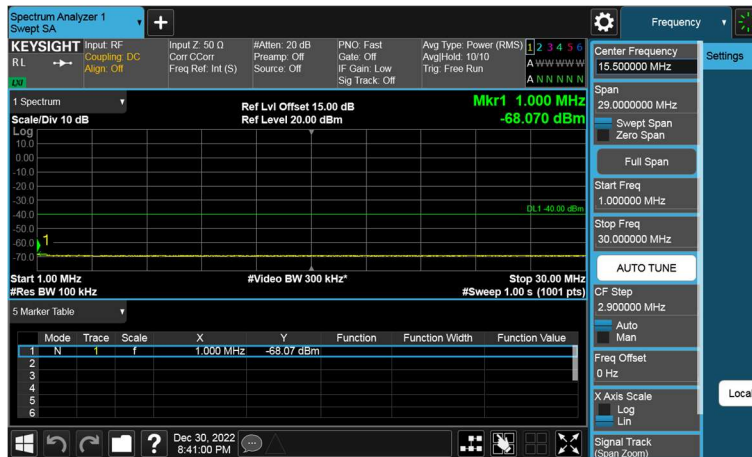 Spectrum Analyzer 1
Swept SA
Frequency
KEYSIGHT
RL
LXI
Input: RF
Coupling: DC
Align: Off
Input Z: 50 Ω
Corr CCorr
Freq Ref: Int (S)
#Atten: 20 dB
Preamp: Off
Source: Off
PNO: Fast
Gate: Off
IF Gain: Low
Sig Track: Off
Avg Type: Power (RMS)
Avg|Hold: 10/10
Trig: Free Run
1 2 3 4 5 6
A W W W W W
A N N N N N
1 Spectrum
Scale/Div 10 dB
Ref Lvl Offset 15.00 dB
Ref Level 20.00 dBm
Mkr1 1.000 MHz
-68.070 dBm
Log
10.0
0.00
-10.0
-20.0
-30.0
-40.0
-50.0
-60.0
-70.0
DL1 -40.00 dBm
1
Start 1.00 MHz
#Video BW 300 kHz*
Stop 30.00 MHz
#Res BW 100 kHz
#Sweep 1.00 s (1001 pts)
5 Marker Table
Mode Trace Scale X Y Function Function Width Function Value
1 N 1 f 1.000 MHz -68.07 dBm
2
3
4
5
6
Dec 30, 2022
8:41:00 PM
Center Frequency
15.500000 MHz
Settings
Span
29.0000000 MHz
Swept Span
Zero Span
Full Span
Start Freq
1.000000 MHz
Stop Freq
30.000000 MHz
AUTO TUNE
CF Step
2.900000 MHz
Auto
Man
Freq Offset
0 Hz
X Axis Scale
Log
Lin
Local
Signal Track
(Span Zoom)